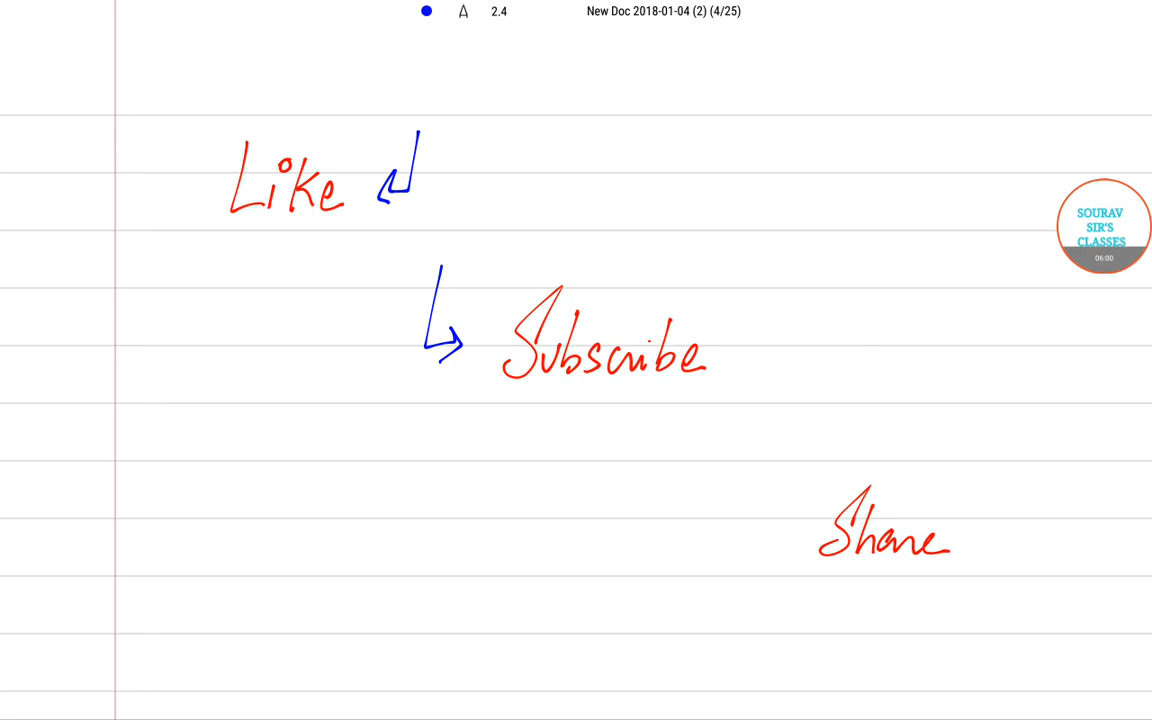 2.4 New Doc 2018-01-04 (2) (4/25)
Like
SOURAV
SIR'S
CLASSES
06:00
Subscribe
Share